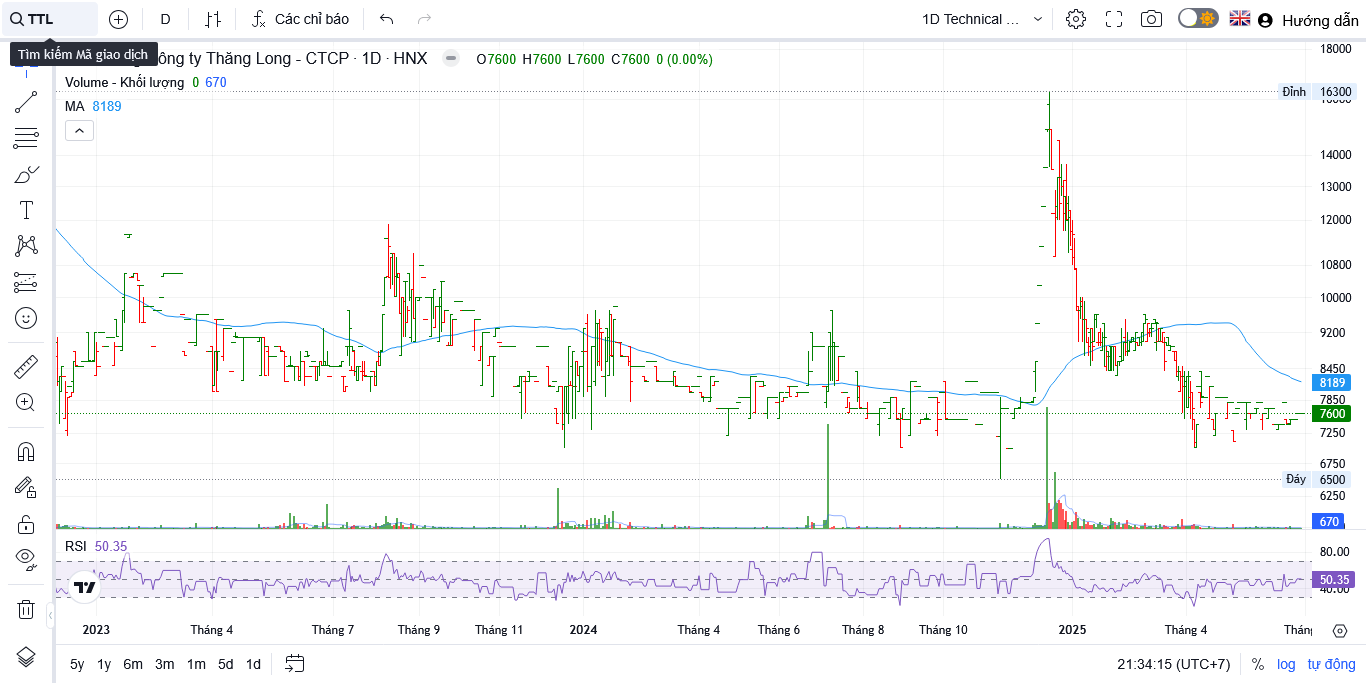 TTL D Các chỉ báo 1D Technical ... Hướng dẫn
Tìm kiếm Mã giao dịch
ông ty Thăng Long - CTCP · 1D · HNX O7600 H7600 L7600 C7600 0 (0.00%)
Volume - Khối lượng 0 670
MA 8189
18000
Đỉnh 16300
14000
13000
12000
10800
10000
9200
8450
8189
7850
7600
7250
6750
Đáy 6500
6250
670
RSI 50.35
80.00
50.35
40.00
2023 Tháng 4 Tháng 7 Tháng 9 Tháng 11 2024 Tháng 4 Tháng 6 Tháng 8 Tháng 10 2025 Tháng 4
5y 1y 6m 3m 1m 5d 1d 21:34:15 (UTC+7) % log tự động